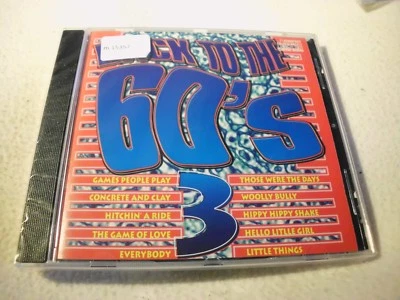 BACK TO THE
60's
3
GAMES PEOPLE PLAY
CONCRETE AND CLAY
HITCHIN' A RIDE
THE GAME OF LOVE
EVERYBODY
THOSE WERE THE DAYS
WOOLLY BULLY
HIPPY HIPPY SHAKE
HELLO LITLLE GIRL
LITTLE THINGS